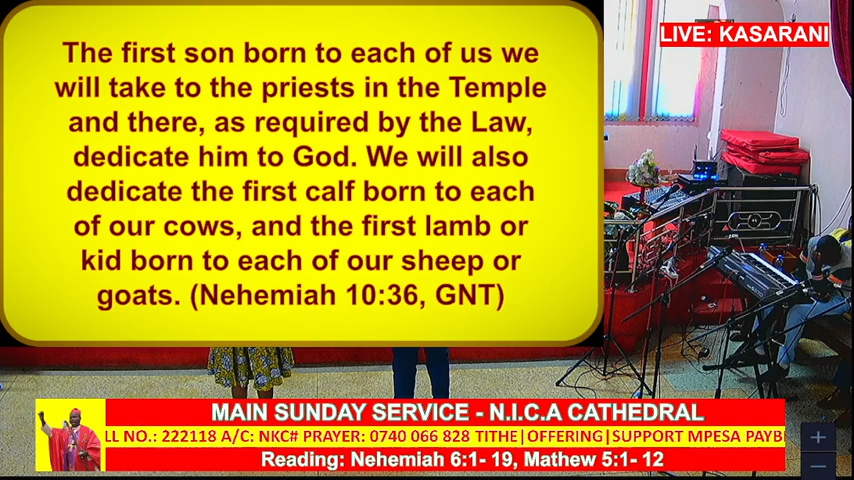 The first son born to each of us we
will take to the priests in the Temple
and there, as required by the Law,
dedicate him to God. We will also
dedicate the first calf born to each
of our cows, and the first lamb or
kid born to each of our sheep or
goats. (Nehemiah 10:36, GNT)
LIVE: KASARANI
MAIN SUNDAY SERVICE - N.I.C.A CATHEDRAL
LL NO.: 222118 A/C: NKC# PRAYER: 0740 066 828 TITHE|OFFERING|SUPPORT MPESA PAYB
Reading: Nehemiah 6:1- 19, Mathew 5:1- 12